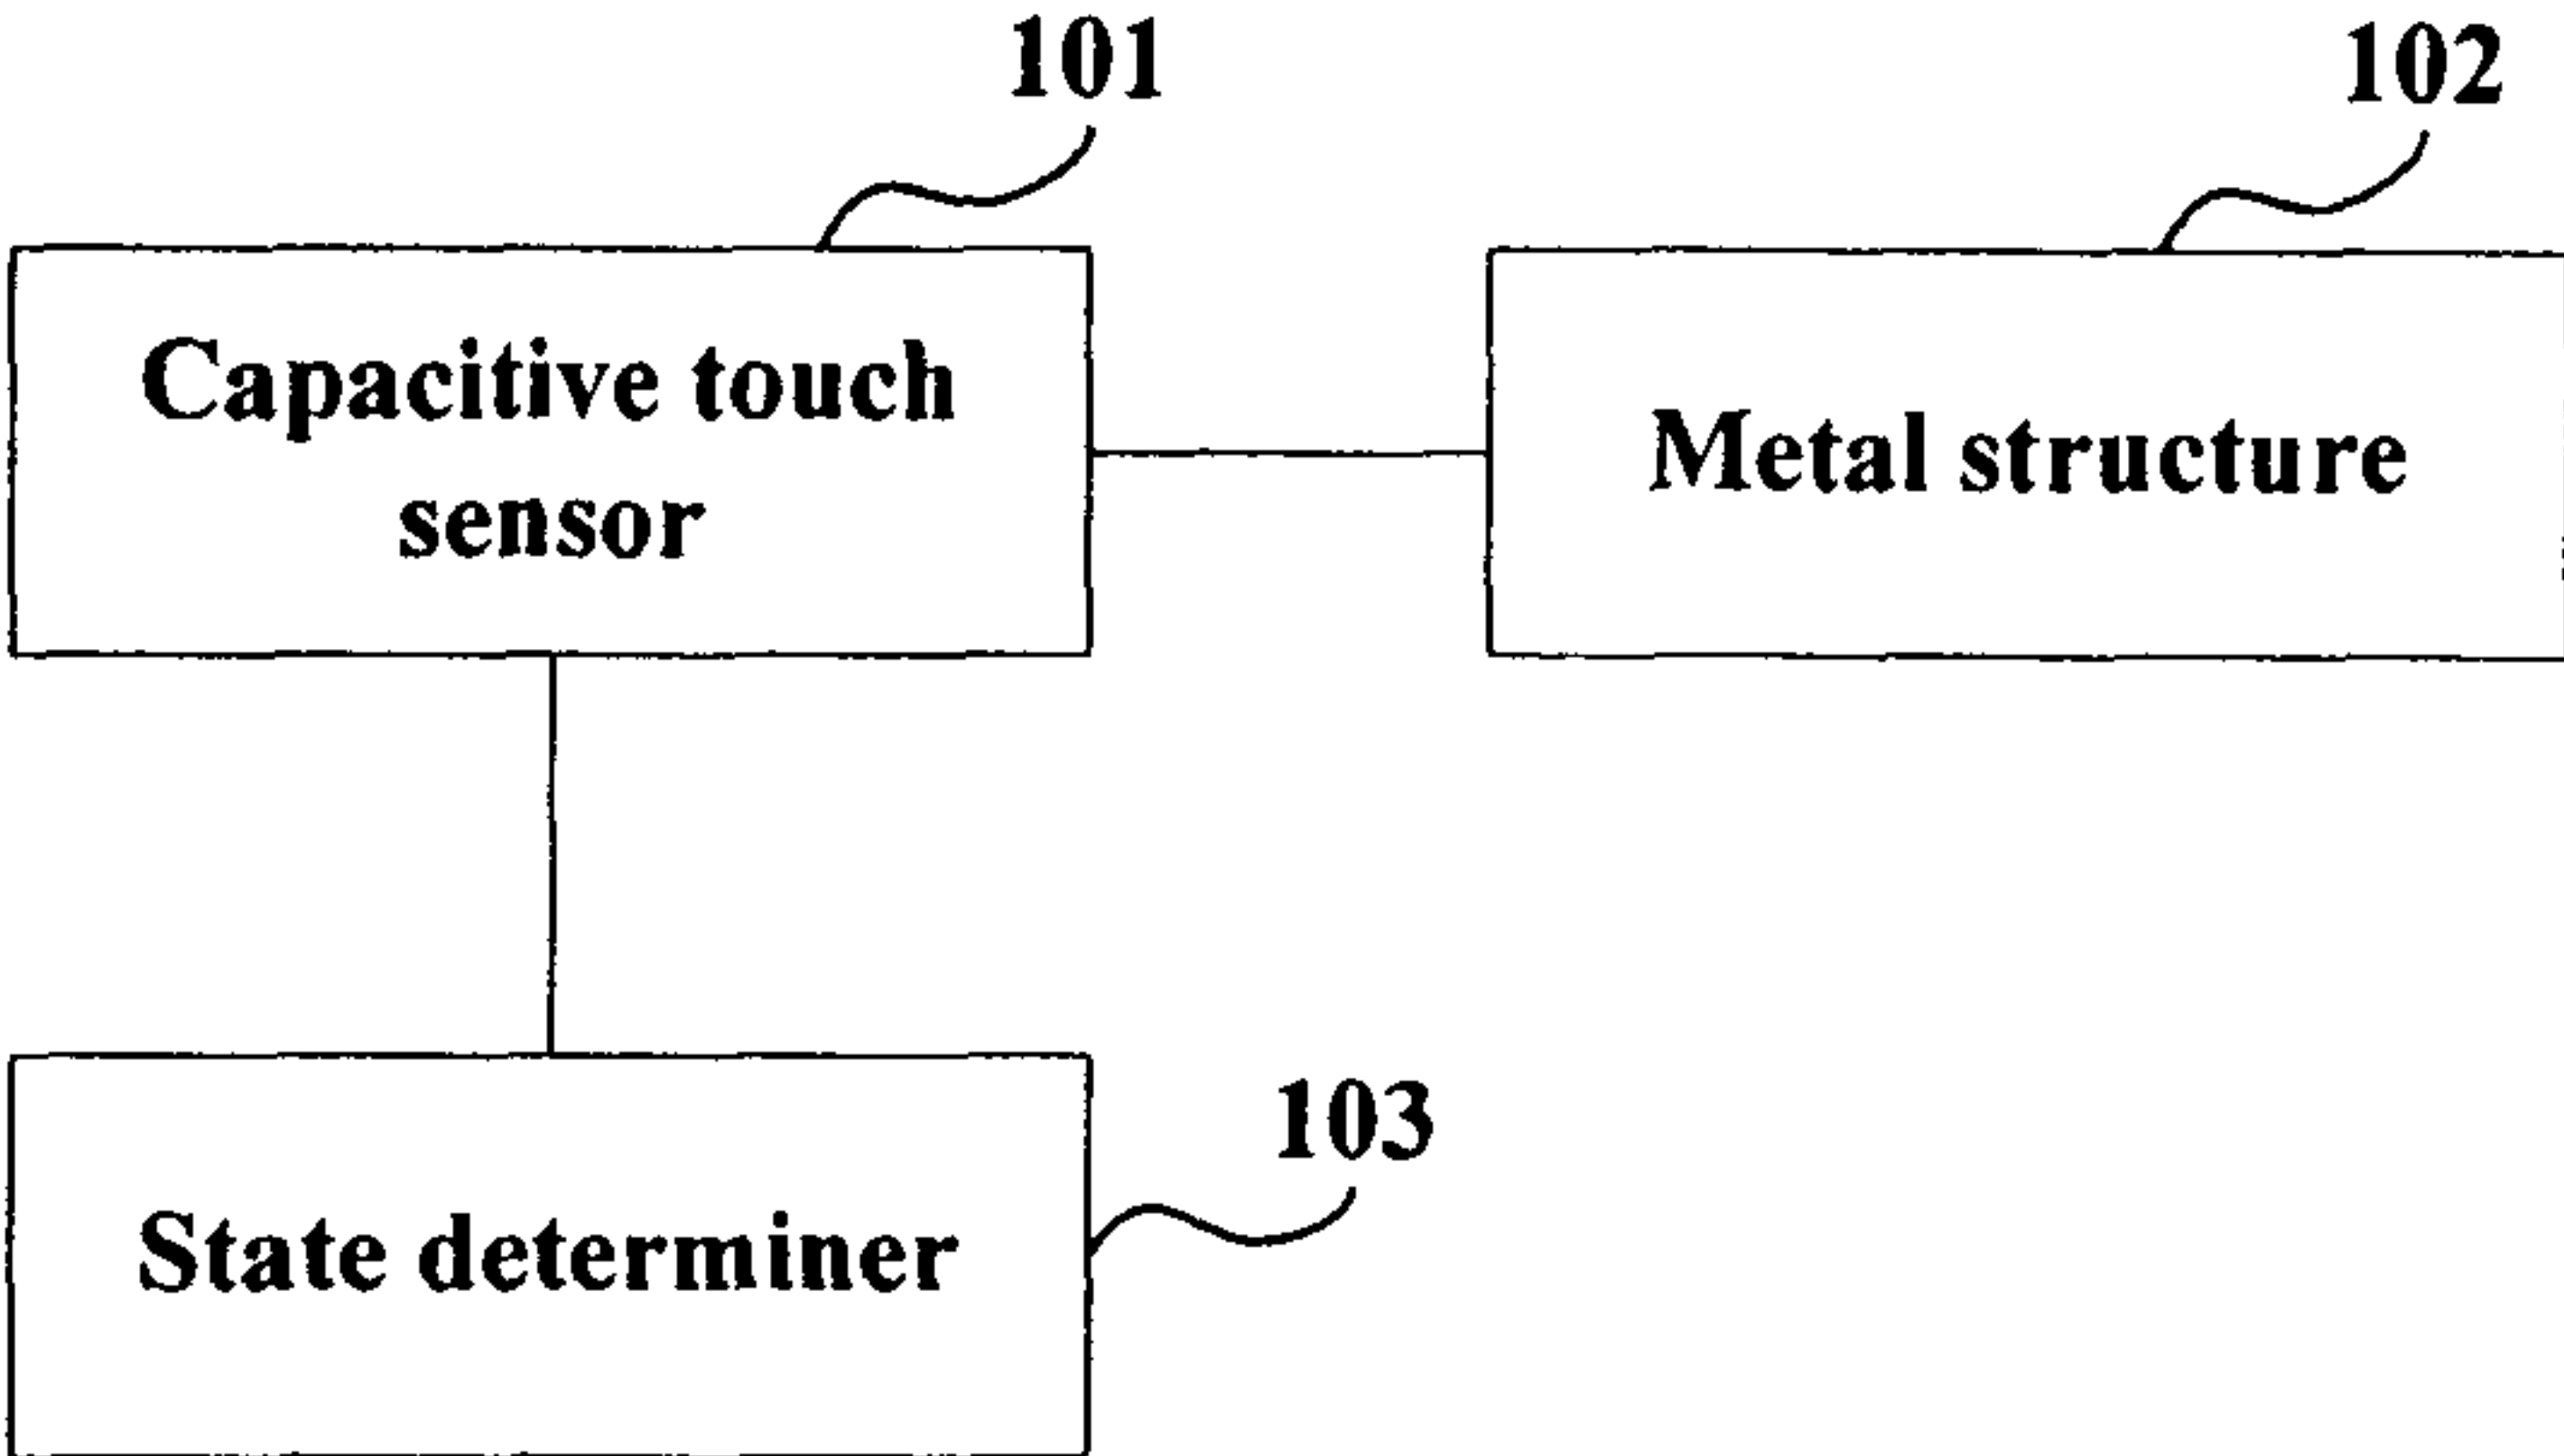 101
102
Capacitive touch
sensor
Metal structure
103
State determiner